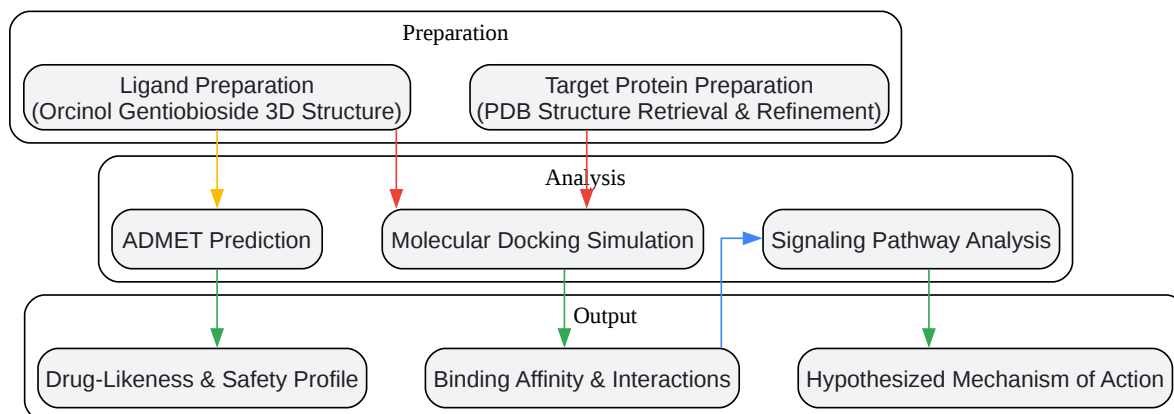 Preparation
Ligand Preparation
(Orcinol Gentiobioside 3D Structure)
Target Protein Preparation
(PDB Structure Retrieval & Refinement)
Analysis
ADMET Prediction
Molecular Docking Simulation
Signaling Pathway Analysis
Output
Drug-Likeness & Safety Profile
Binding Affinity & Interactions
Hypothesized Mechanism of Action